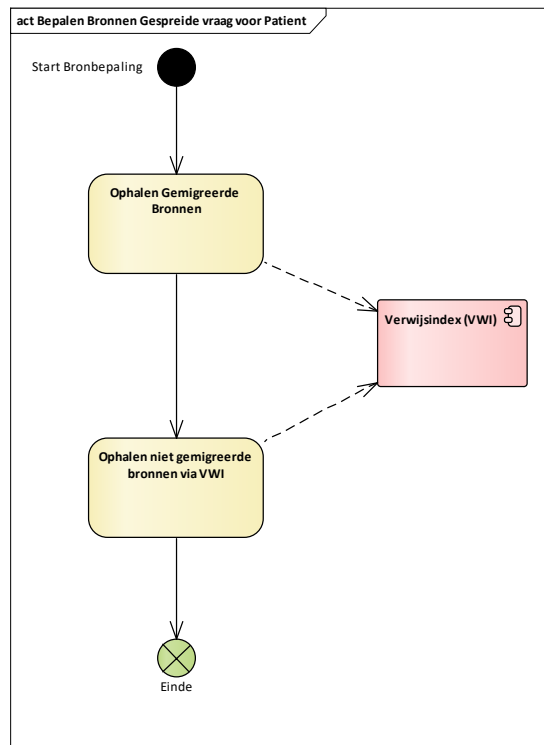 act Bepalen Bronnen Gespreide vraag voor Patient
Start Bronbepaling
Ophalen Gemigreerde
Bronnen
Verwijsindex (VWI)
Ophalen niet gemigreerde
bronnen via VWI
Einde